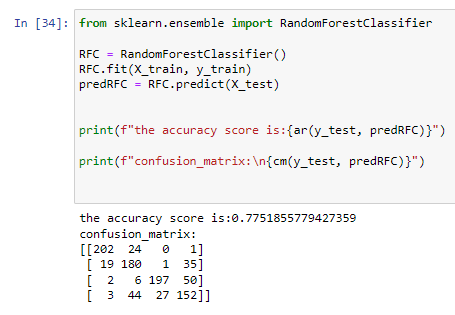 In [34]: from sklearn.ensemble import RandomForestClassifier
RFC = RandomForestClassifier()
RFC.fit(X_train, y_train)
predRFC = RFC.predict(X_test)
print(f"the accuracy score is:{ar(y_test, predRFC)}")
print(f"confusion_matrix:\n{cm(y_test, predRFC)}")
the accuracy score is:0.7751855779427359
confusion_matrix:
[[202  24   0   1]
 [ 19 180   1  35]
 [  2   6 197  50]
 [  3  44  27 152]]